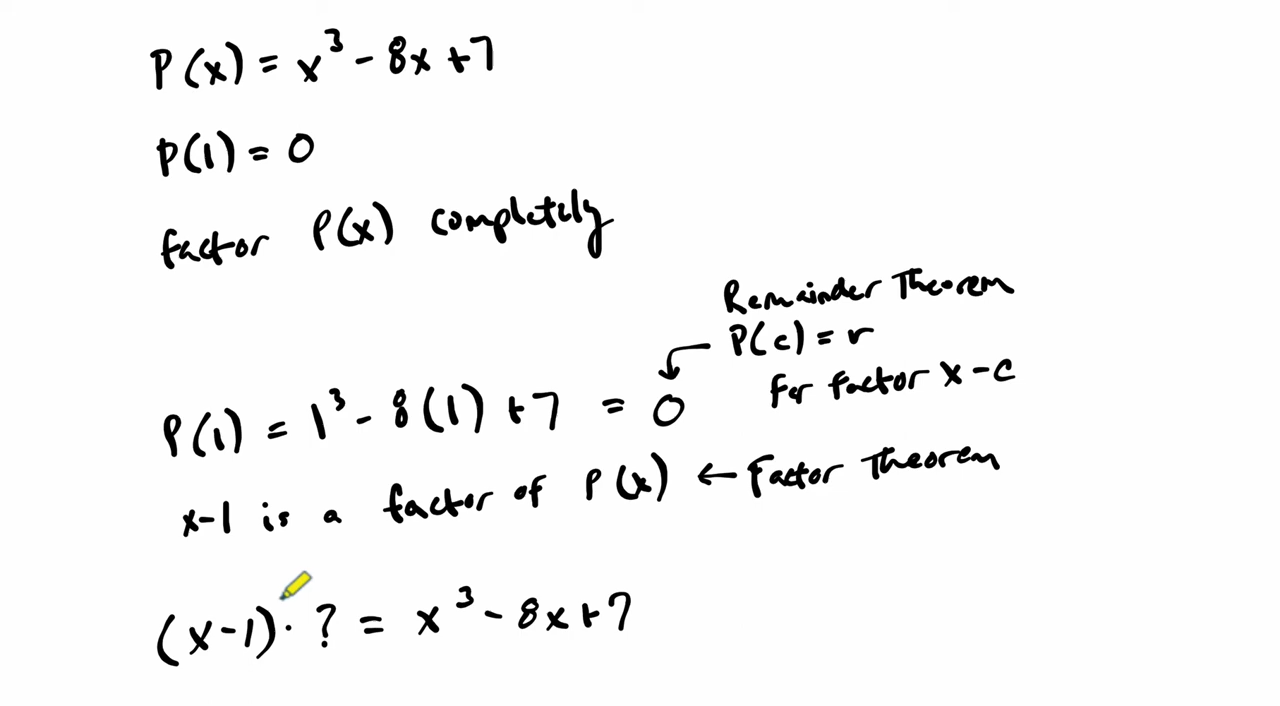 P(x) = x³ - 8x + 7
P(1) = 0
factor P(x) completely
Remainder Theorem
P(c) = r
For factor x - c
P(1) = 1³ - 8(1) + 7 = 0
x-1 is a factor of P(x) ← Factor Theorem
(x-1) · ? = x³ - 8x + 7